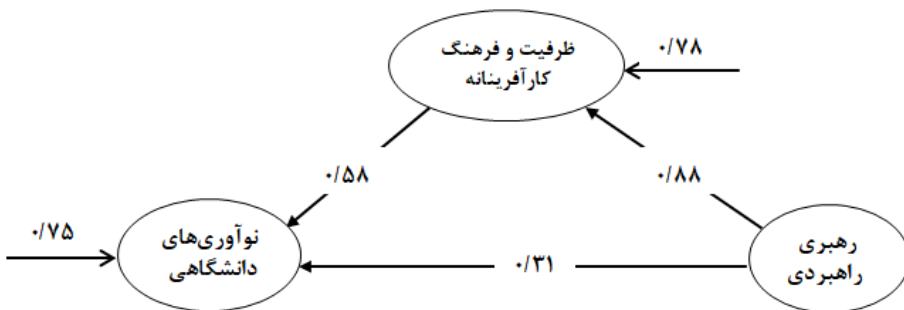 ظرفیت و فرهنگ
کارآفرینانه
۰/۷۸
۰/۵۸
۰/۸۸
۰/۷۵
نوآوری‌های
دانشگاهی
۰/۳۱
رهبری
راهبردی